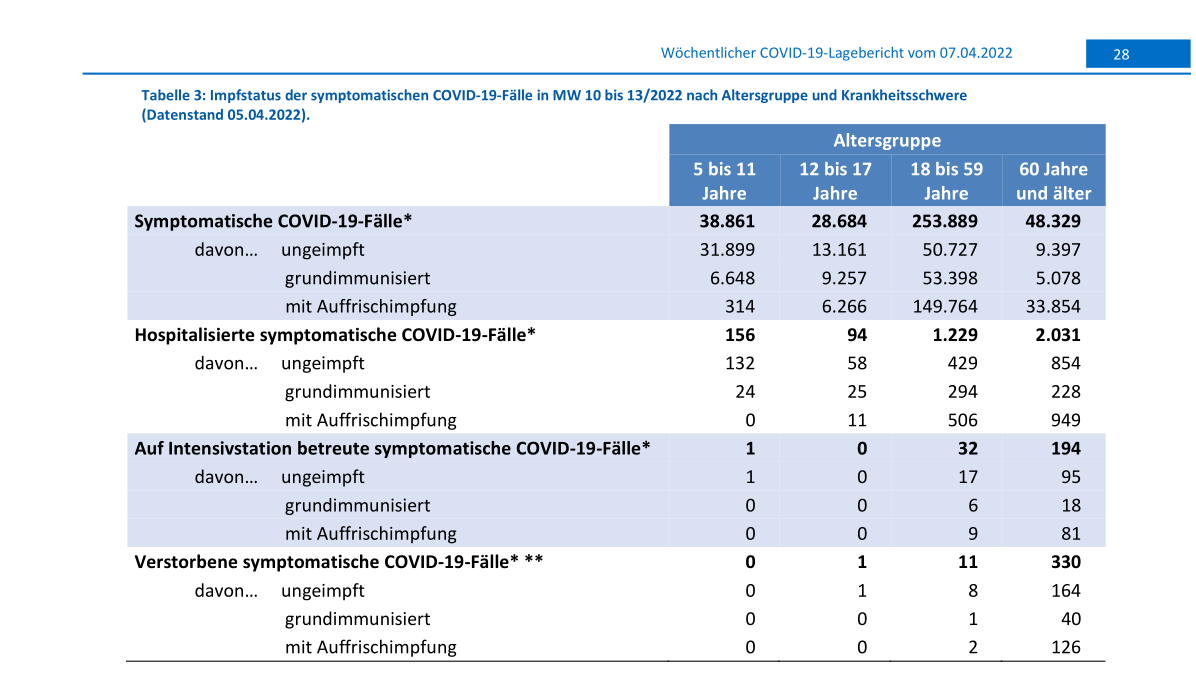 Wöchentlicher COVID-19-Lagebericht vom 07.04.2022 28
Tabelle 3: Impfstatus der symptomatischen COVID-19-Fälle in MW 10 bis 13/2022 nach Altersgruppe und Krankheitsschwere
(Datenstand 05.04.2022).
Altersgruppe
5 bis 11 12 bis 17 18 bis 59 60 Jahre
Jahre Jahre Jahre und älter
Symptomatische COVID-19-Fälle* 38.861 28.684 253.889 48.329
davon… ungeimpft 31.899 13.161 50.727 9.397
grundimmunisiert 6.648 9.257 53.398 5.078
mit Auffrischimpfung 314 6.266 149.764 33.854
Hospitalisierte symptomatische COVID-19-Fälle* 156 94 1.229 2.031
davon… ungeimpft 132 58 429 854
grundimmunisiert 24 25 294 228
mit Auffrischimpfung 0 11 506 949
Auf Intensivstation betreute symptomatische COVID-19-Fälle* 1 0 32 194
davon… ungeimpft 1 0 17 95
grundimmunisiert 0 0 6 18
mit Auffrischimpfung 0 0 9 81
Verstorbene symptomatische COVID-19-Fälle* ** 0 1 11 330
davon… ungeimpft 0 1 8 164
grundimmunisiert 0 0 1 40
mit Auffrischimpfung 0 0 2 126